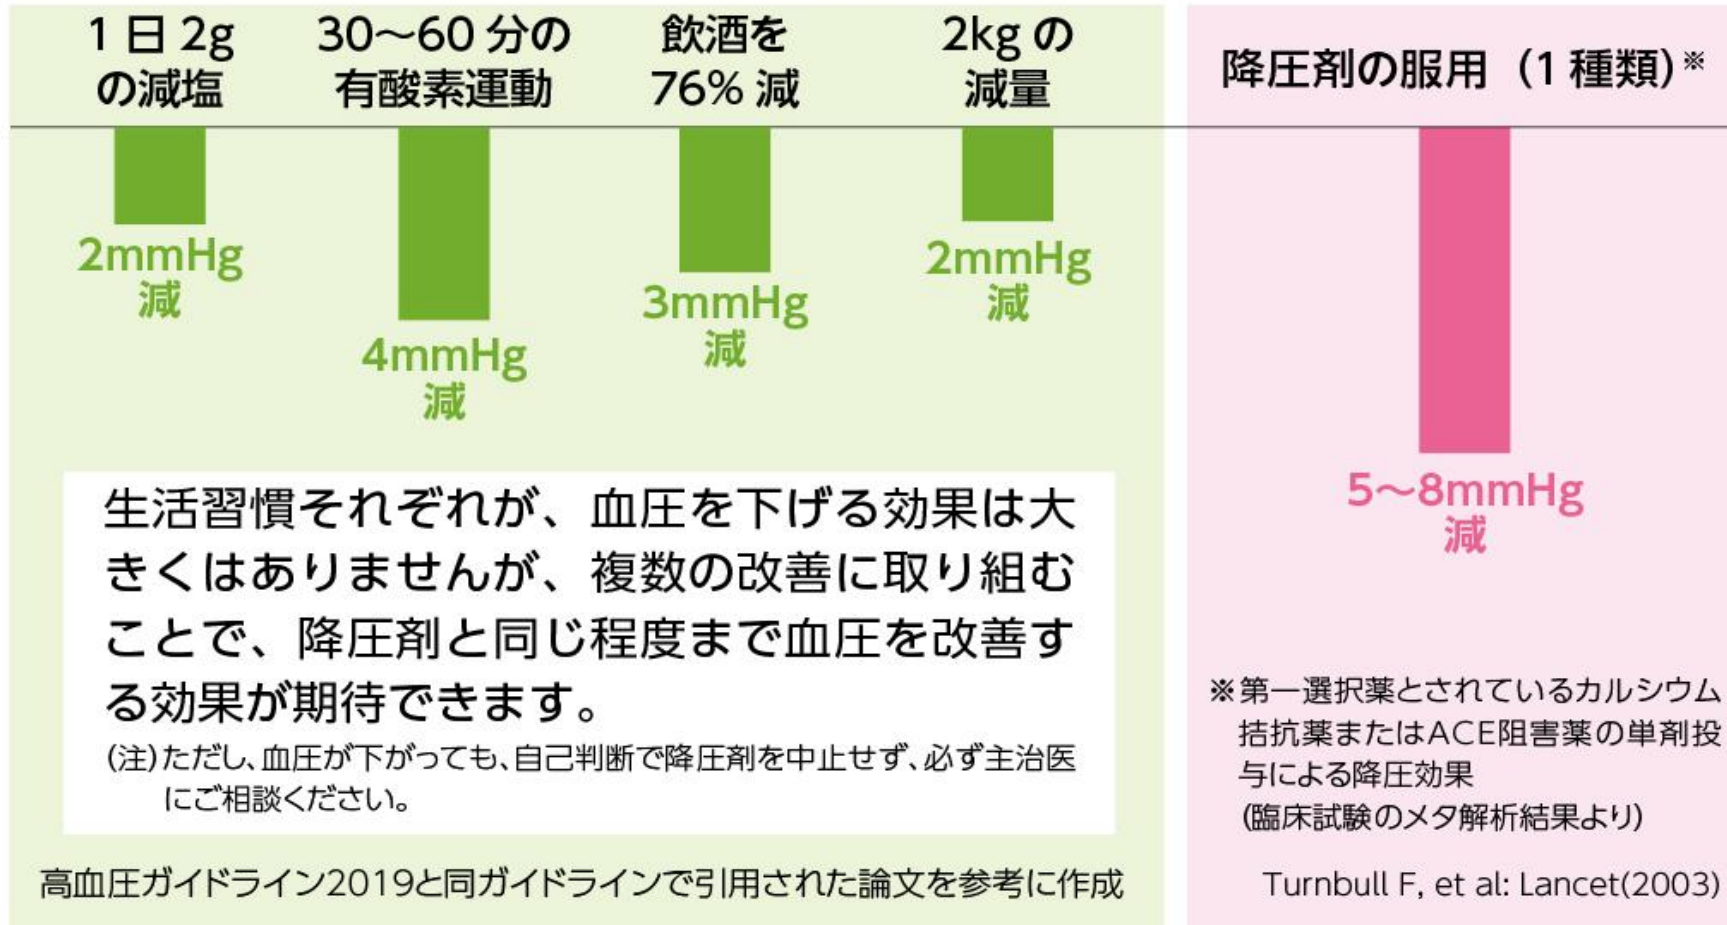 1日2g
の減塩
30～60分の
有酸素運動
飲酒を
76%減
2kgの
減量
2mmHg
減
4mmHg
減
3mmHg
減
2mmHg
減
生活習慣それぞれが、血圧を下げる効果は大
きくはありませんが、複数の改善に取り組む
ことで、降圧剤と同じ程度まで血圧を改善す
る効果が期待できます。
(注)ただし、血圧が下がっても、自己判断で降圧剤を中止せず、必ず主治医
にご相談ください。
高血圧ガイドライン2019と同ガイドラインで引用された論文を参考に作成
降圧剤の服用（1種類）※
5～8mmHg
減
※第一選択薬とされているカルシウム
拮抗薬またはACE阻害薬の単剤投
与による降圧効果
(臨床試験のメタ解析結果より)
Turnbull F, et al: Lancet(2003)